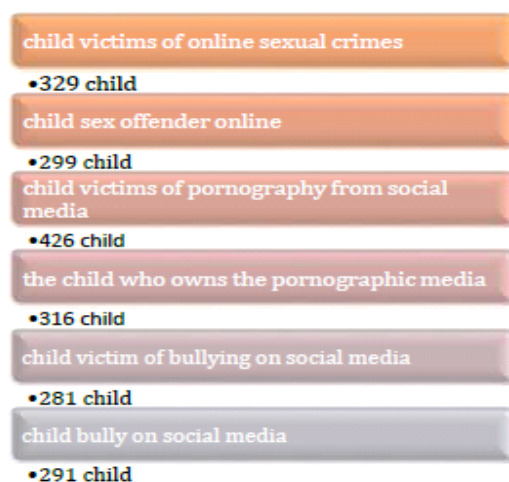 child victims of online sexual crimes
•329 child
child sex offender online
•299 child
child victims of pornography from social
media
•426 child
the child who owns the pornographic media
•316 child
child victim of bullying on social media
•281 child
child bully on social media
•291 child